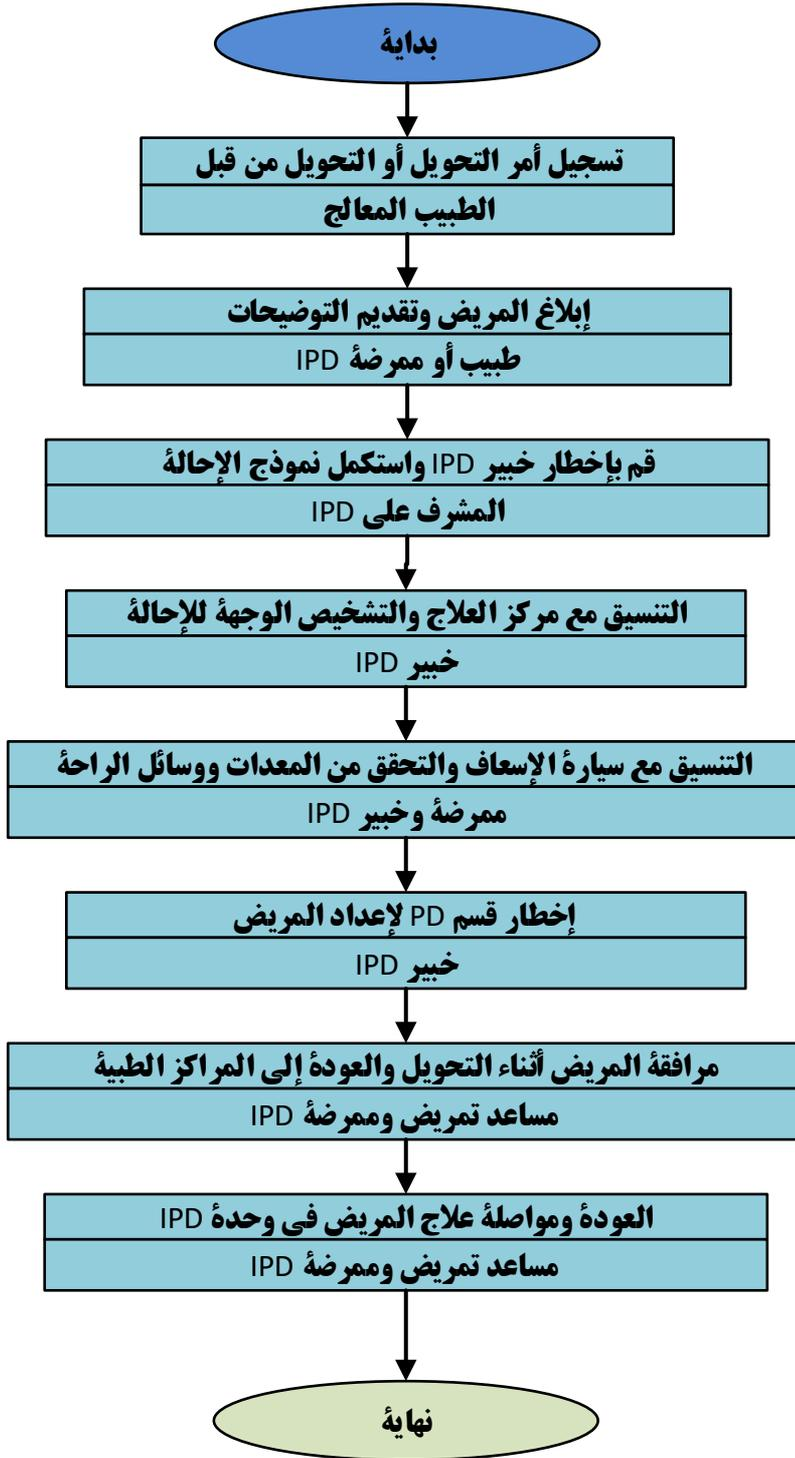 بداية
تسجيل أمر التحويل أو التحويل من قبل
الطبيب المعالج
إبلاغ المريض وتقديم التوضيحات
طبيب أو ممرضة IPD
قم بإخطار خبير IPD واستكمل نموذج الإحالة
المشرف على IPD
التنسيق مع مركز العلاج والتشخيص الوجهة للإحالة
خبير IPD
التنسيق مع سيارة الإسعاف والتحقق من المعدات ووسائل الراحة
ممرضة وخبير IPD
إخطار قسم PD لإعداد المريض
خبير IPD
مرافقة المريض أثناء التحويل والعودة إلى المراكز الطبية
مساعد تمريض وممرضة IPD
العودة ومواصلة علاج المريض في وحدة IPD
مساعد تمريض وممرضة IPD
نهاية